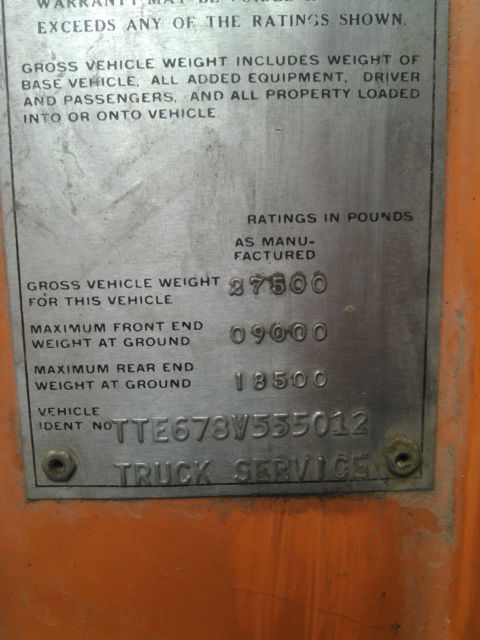 WARRANTY MAY BE
EXCEEDS ANY OF THE RATINGS SHOWN.
GROSS VEHICLE WEIGHT INCLUDES WEIGHT OF
BASE VEHICLE, ALL ADDED EQUIPMENT, DRIVER
AND PASSENGERS, AND ALL PROPERTY LOADED
INTO OR ONTO VEHICLE
RATINGS IN POUNDS
AS MANU-
FACTURED
GROSS VEHICLE WEIGHT 27500
FOR THIS VEHICLE
MAXIMUM FRONT END
WEIGHT AT GROUND 09000
MAXIMUM REAR END
WEIGHT AT GROUND 18500
VEHICLE
IDENT NO TTE678V555012
TRUCK SERVICE